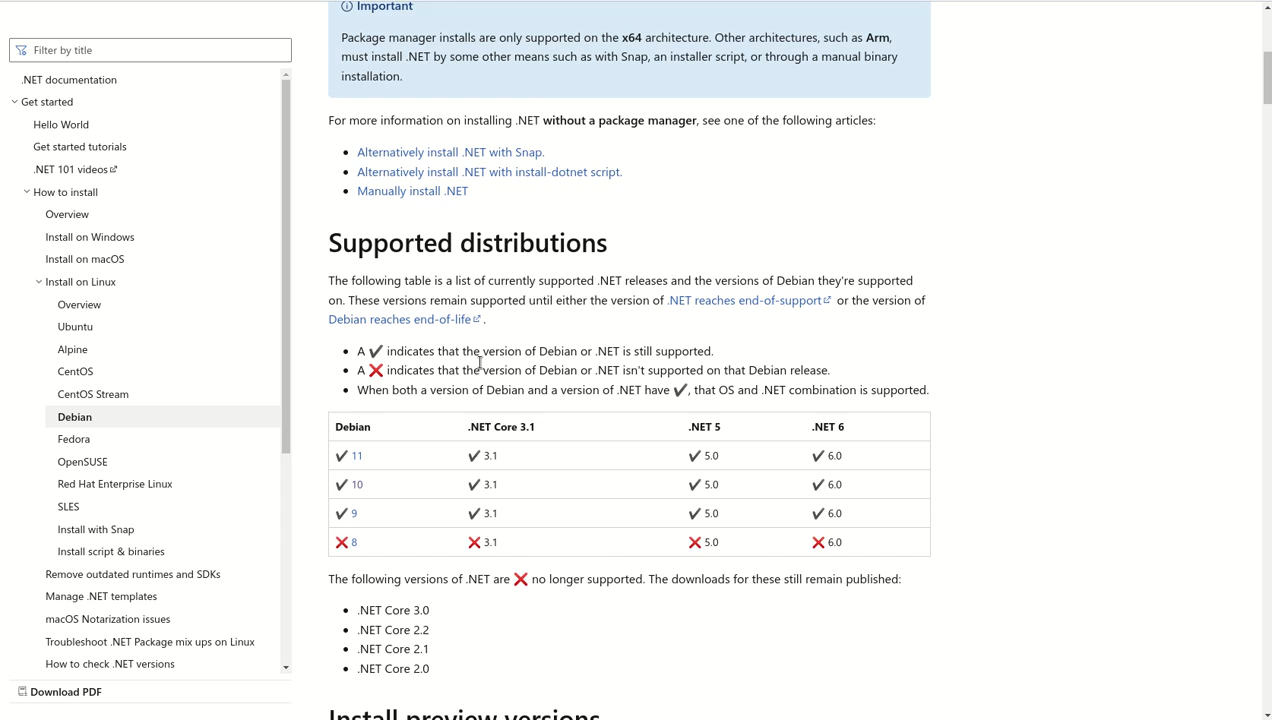 Filter by title
.NET documentation
Get started
Hello World
Get started tutorials
.NET 101 videos
How to install
Overview
Install on Windows
Install on macOS
Install on Linux
Overview
Ubuntu
Alpine
CentOS
CentOS Stream
Debian
Fedora
OpenSUSE
Red Hat Enterprise Linux
SLES
Install with Snap
Install script & binaries
Remove outdated runtimes and SDKs
Manage .NET templates
macOS Notarization issues
Troubleshoot .NET Package mix ups on Linux
How to check .NET versions
Download PDF
Important
Package manager installs are only supported on the x64 architecture. Other architectures, such as Arm,
must install .NET by some other means such as with Snap, an installer script, or through a manual binary
installation.
For more information on installing .NET without a package manager, see one of the following articles:
• Alternatively install .NET with Snap.
• Alternatively install .NET with install-dotnet script.
• Manually install .NET
Supported distributions
The following table is a list of currently supported .NET releases and the versions of Debian they're supported
on. These versions remain supported until either the version of .NET reaches end-of-support or the version of
Debian reaches end-of-life .
• A ✔ indicates that the version of Debian or .NET is still supported.
• A ❌ indicates that the version of Debian or .NET isn't supported on that Debian release.
• When both a version of Debian and a version of .NET have ✔, that OS and .NET combination is supported.
Debian .NET Core 3.1 .NET 5 .NET 6
✔ 11 ✔ 3.1 ✔ 5.0 ✔ 6.0
✔ 10 ✔ 3.1 ✔ 5.0 ✔ 6.0
✔ 9 ✔ 3.1 ✔ 5.0 ✔ 6.0
❌ 8 ❌ 3.1 ❌ 5.0 ❌ 6.0
The following versions of .NET are ❌ no longer supported. The downloads for these still remain published:
• .NET Core 3.0
• .NET Core 2.2
• .NET Core 2.1
• .NET Core 2.0
Install preview versions